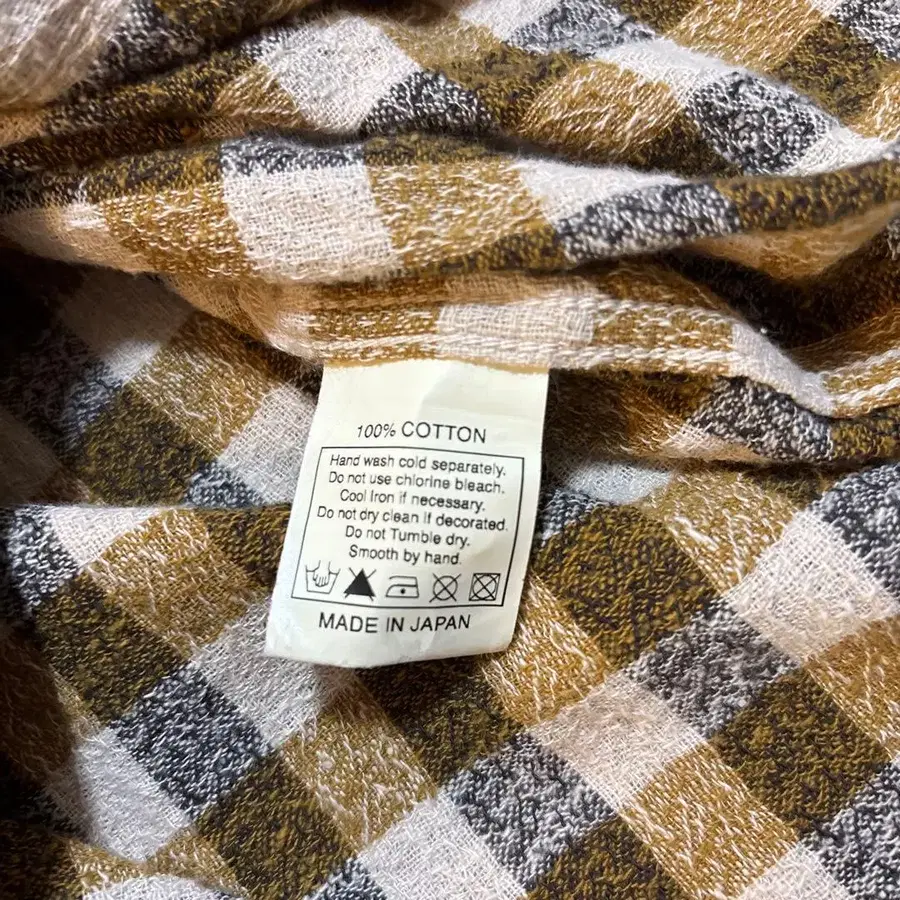 100% COTTON
Hand wash cold separately.
Do not use chlorine bleach.
Cool Iron if necessary.
Do not dry clean if decorated.
Do not Tumble dry.
Smooth by hand.
MADE IN JAPAN